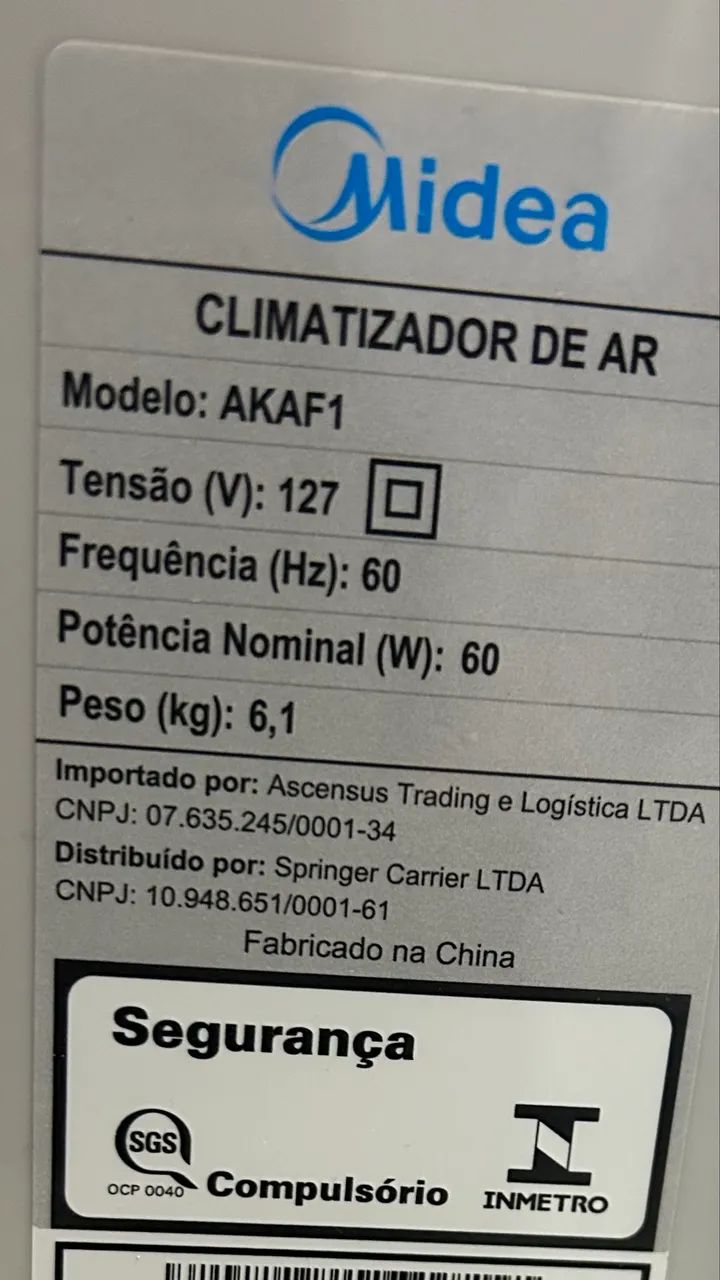 Midea
CLIMATIZADOR DE AR
Modelo: AKAF1
Tensão (V): 127
Frequência (Hz): 60
Potência Nominal (W): 60
Peso (kg): 6,1
Importado por: Ascensus Trading e Logística LTDA
CNPJ: 07.635.245/0001-34
Distribuído por: Springer Carrier LTDA
CNPJ: 10.948.651/0001-61
Fabricado na China
Segurança
SGS
OCP 0040
Compulsório
INMETRO